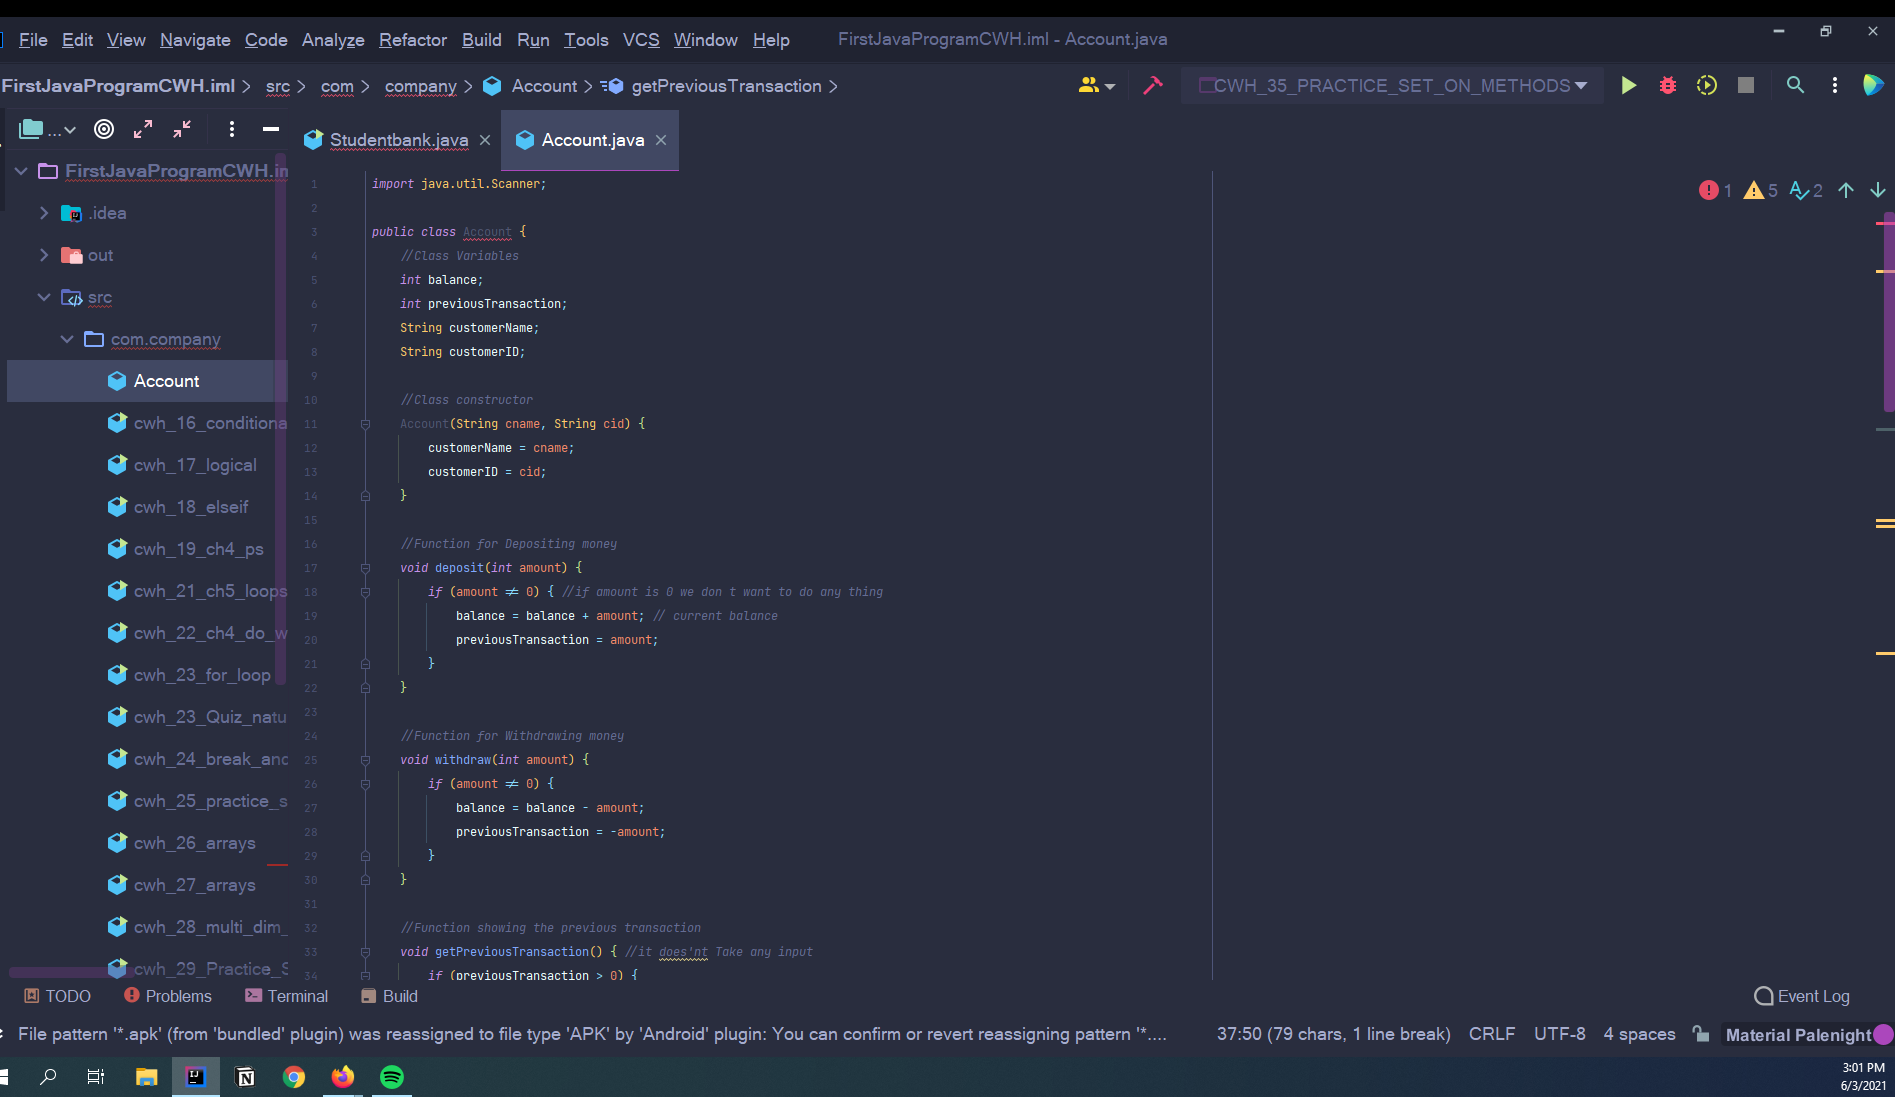 File Edit View Navigate Code Analyze Refactor Build Run Tools VCS Window Help FirstJavaProgramCWH.iml - Account.java
FirstJavaProgramCWH.iml src com company Account getPreviousTransaction CWH_35_PRACTICE_SET_ON_METHODS
... Studentbank.java Account.java
FirstJavaProgramCWH.in
.idea
out
src
com.company
Account
cwh_16_conditiona
cwh_17_logical
cwh_18_elseif
cwh_19_ch4_ps
cwh_21_ch5_loops
cwh_22_ch4_do_w
cwh_23_for_loop
cwh_23_Quiz_natu
cwh_24_break_and
cwh_25_practice_s
cwh_26_arrays
cwh_27_arrays
cwh_28_multi_dim_
cwh_29_Practice_S
1 5 2
1 import java.util.Scanner;
2
3 public class Account {
4 //Class Variables
5 int balance;
6 int previousTransaction;
7 String customerName;
8 String customerID;
9
10 //Class constructor
11 Account(String cname, String cid) {
12 customerName = cname;
13 customerID = cid;
14 }
15
16 //Function for Depositing money
17 void deposit(int amount) {
18 if (amount ≠ 0) { //if amount is 0 we don t want to do any thing
19 balance = balance + amount; // current balance
20 previousTransaction = amount;
21 }
22 }
23
24 //Function for Withdrawing money
25 void withdraw(int amount) {
26 if (amount ≠ 0) {
27 balance = balance - amount;
28 previousTransaction = -amount;
29 }
30 }
31
32 //Function showing the previous transaction
33 void getPreviousTransaction() { //it does'nt Take any input
34 if (previousTransaction > 0) {
TODO Problems Terminal Build Event Log
File pattern '*.apk' (from 'bundled' plugin) was reassigned to file type 'APK' by 'Android' plugin: You can confirm or revert reassigning pattern '*.... 37:50 (79 chars, 1 line break) CRLF UTF-8 4 spaces Material Palenight
3:01 PM
6/3/2021